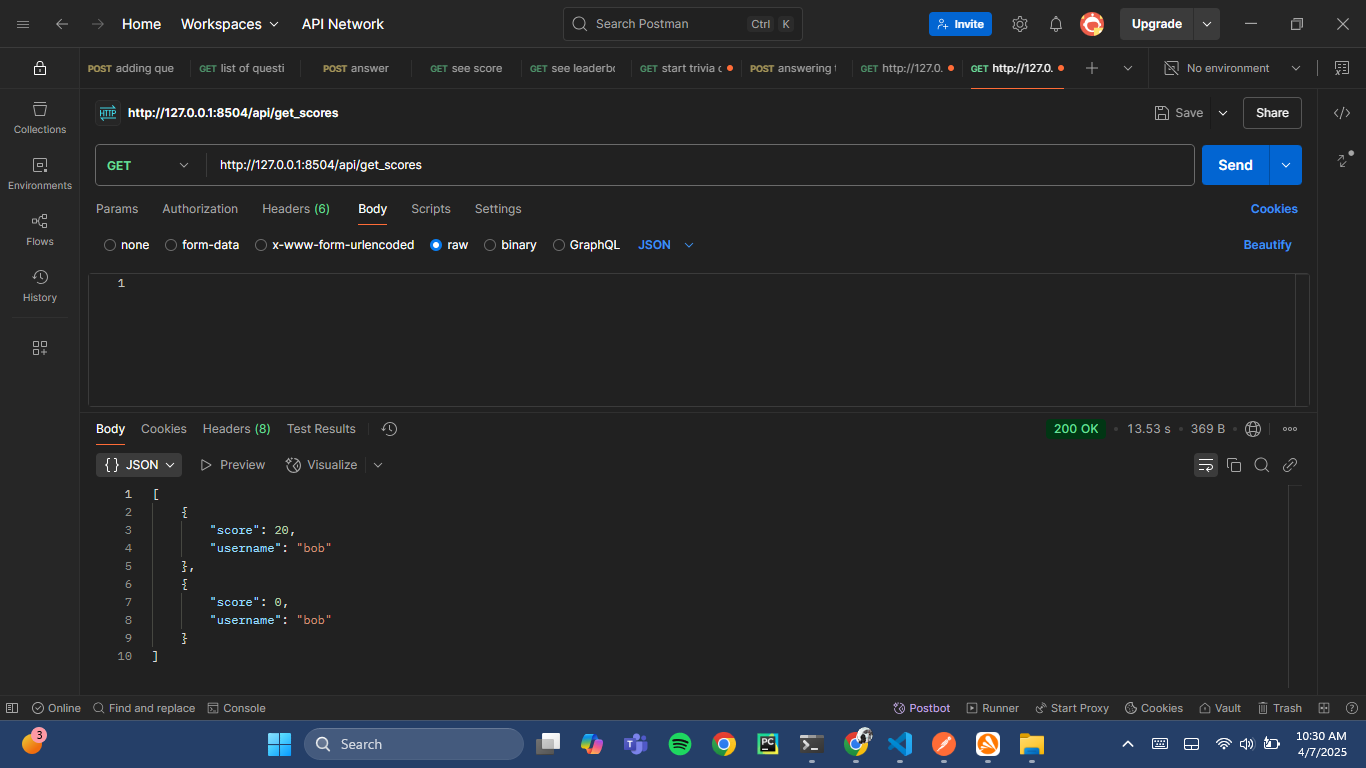 Home Workspaces API Network Search Postman Ctrl K Invite Upgrade
POST adding que GET list of questi POST answer GET see score GET see leaderbo GET start trivia POST answering GET http://127.0. GET http://127.0. No environment
HTTP http://127.0.0.1:8504/api/get_scores Save Share
GET http://127.0.0.1:8504/api/get_scores Send
Params Authorization Headers (6) Body Scripts Settings Cookies
none form-data x-www-form-urlencoded raw binary GraphQL JSON Beautify
1
Collections
Environments
Flows
History
Body Cookies Headers (8) Test Results 200 OK • 13.53 s • 369 B •
{} JSON Preview Visualize
1 [
2 {
3 "score": 20,
4 "username": "bob"
5 },
6 {
7 "score": 0,
8 "username": "bob"
9 }
10 ]
Online Find and replace Console Postbot Runner Start Proxy Cookies Vault Trash
3 Search PC 10:30 AM
4/7/2025